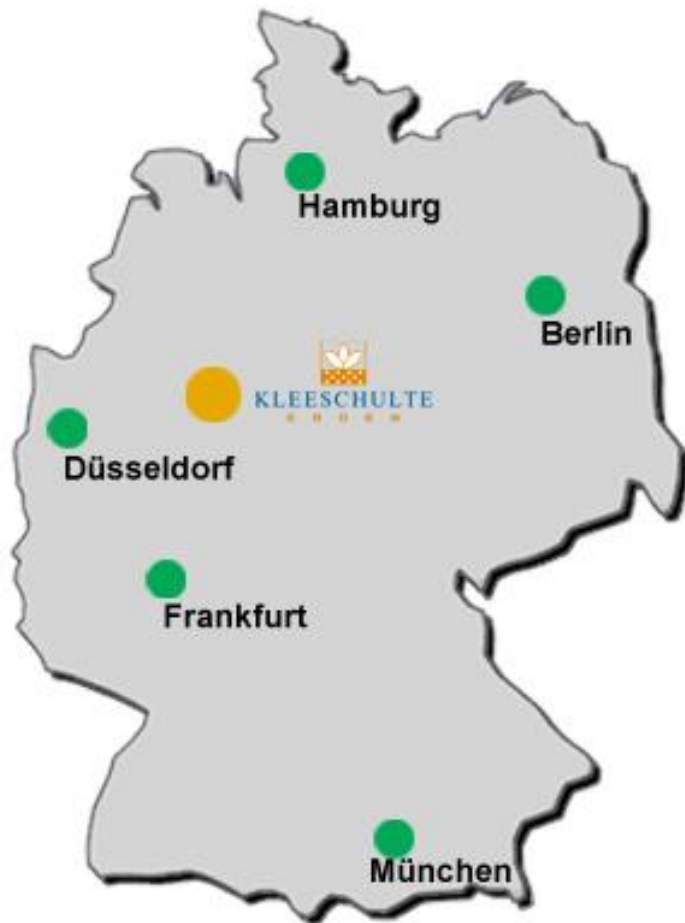 Hamburg
Berlin
KLEESCHULTE
Düsseldorf
Frankfurt
München